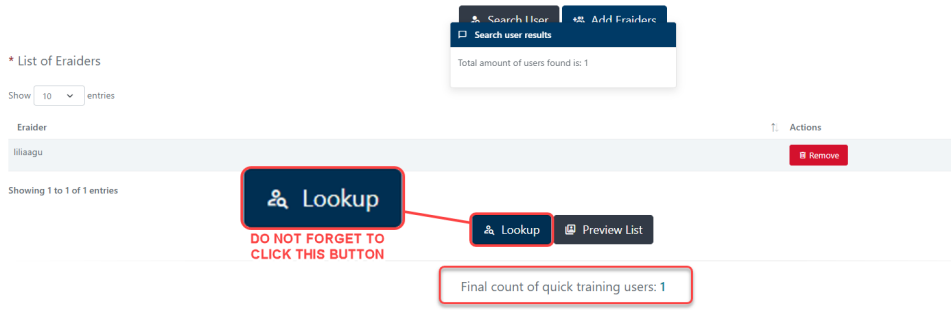 Search User Add Eraiders
Search user results
Total amount of users found is: 1
* List of Eraiders
Show 10 entries
Eraider Actions
liliaagu Remove
Showing 1 to 1 of 1 entries
Lookup
DO NOT FORGET TO
CLICK THIS BUTTON
Lookup Preview List
Final count of quick training users: 1